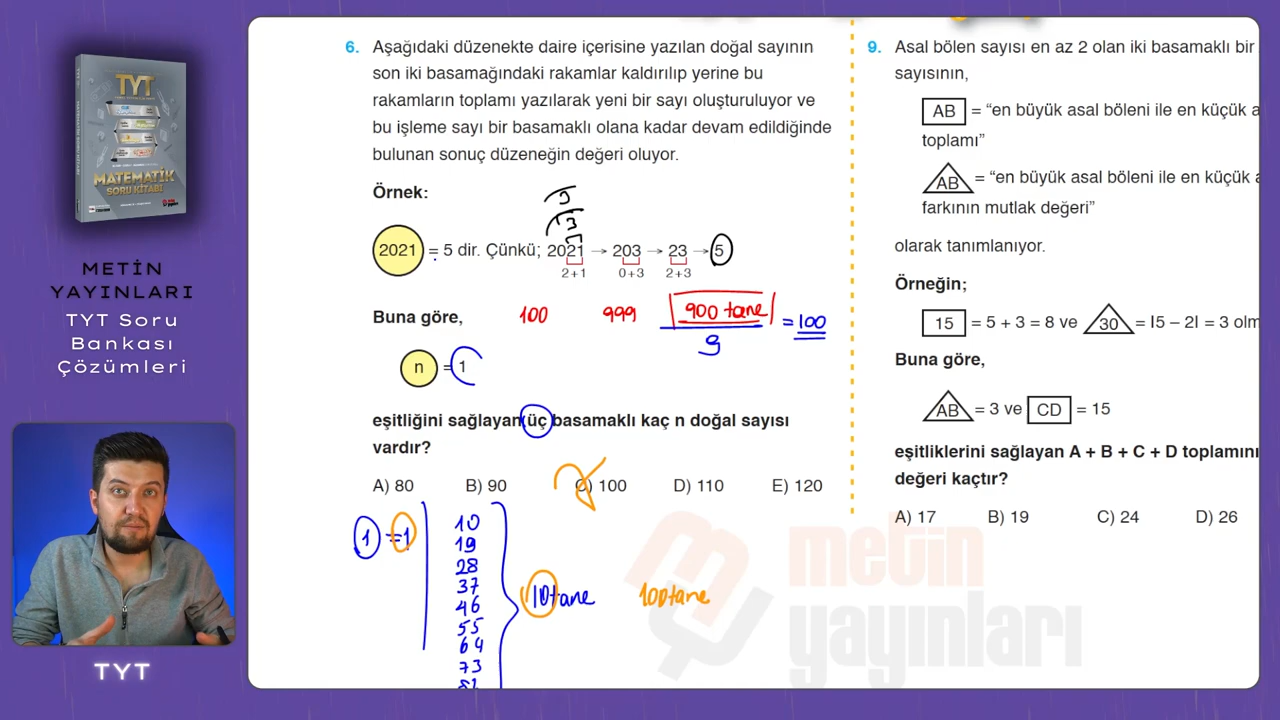 TYT
MATEMATİK
SORU KİTABI
METİN
YAYINLARI
TYT Soru
Bankası
Çözümleri
TYT
6. Aşağıdaki düzenekte daire içerisine yazılan doğal sayının
son iki basamağındaki rakamlar kaldırılıp yerine bu
rakamların toplamı yazılarak yeni bir sayı oluşturuluyor ve
bu işleme sayı bir basamaklı olana kadar devam edildiğinde
bulunan sonuç düzeneğin değeri oluyor.
Örnek:
2021 = 5 dir. Çünkü; 2021 → 203 → 23 → 5
2+1 0+3 2+3
Buna göre,
100 999 900 tane = 100
9
n = 1
eşitliğini sağlayan üç basamaklı kaç n doğal sayısı
vardır?
A) 80 B) 90 C) 100 D) 110 E) 120
1 = 1
10
19
28
37
46
55
64
73
10 tane 100 tane
9. Asal bölen sayısı en az 2 olan iki basamaklı bir
sayısının,
AB = “en büyük asal böleni ile en küçük a
toplamı”
AB = “en büyük asal böleni ile en küçük a
farkının mutlak değeri”
olarak tanımlanıyor.
Örneğin;
15 = 5 + 3 = 8 ve 30 = I5 – 2I = 3 olm
Buna göre,
AB = 3 ve CD = 15
eşitliklerini sağlayan A + B + C + D toplamını
değeri kaçtır?
A) 17 B) 19 C) 24 D) 26
metin
yayınları